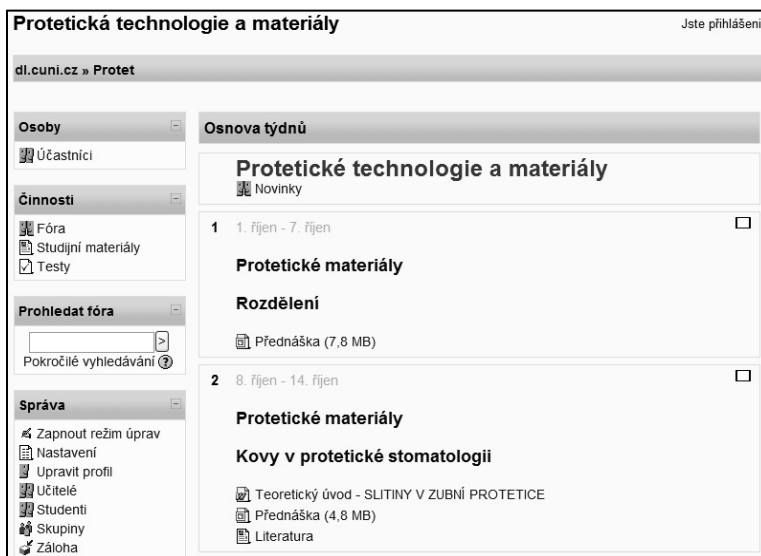 Protetická technologie a materiály
Jste přihlášeni
dl.cuni.cz » Protet
Osoby
Účastníci
Činnosti
Fóra
Studijní materiály
Testy
Prohledat fóra
>
Pokročilé vyhledávání ?
Správa
Zapnout režim úprav
Nastavení
Upravit profil
Učitelé
Studenti
Skupiny
Záloha
Osnova týdnů
Protetické technologie a materiály
Novinky
1 1. říjen - 7. říjen
Protetické materiály
Rozdělení
Přednáška (7,8 MB)
2 8. říjen - 14. říjen
Protetické materiály
Kovy v protetické stomatologii
Teoretický úvod - SLITINY V ZUBNÍ PROTETICE
Přednáška (4,8 MB)
Literatura